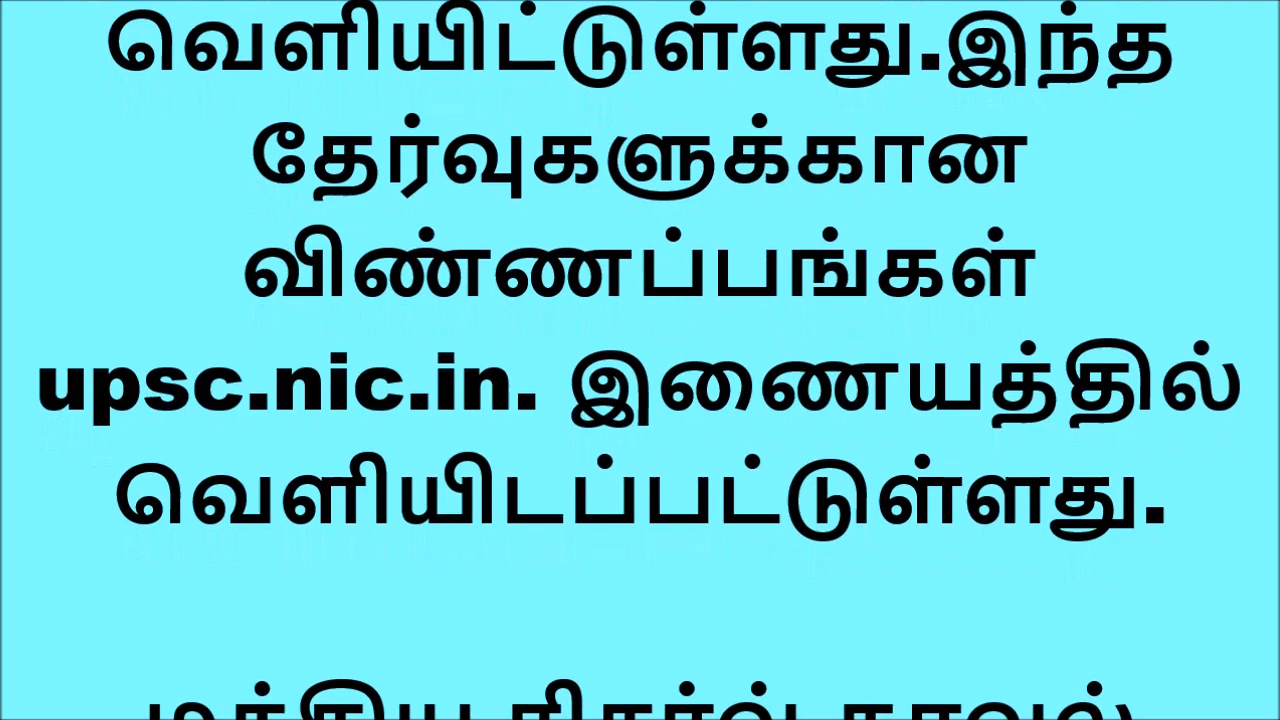 வெளியிட்டுள்ளது.இந்த
தேர்வுகளுக்கான
விண்ணப்பங்கள்
upsc.nic.in. இணையத்தில்
வெளியிடப்பட்டுள்ளது.